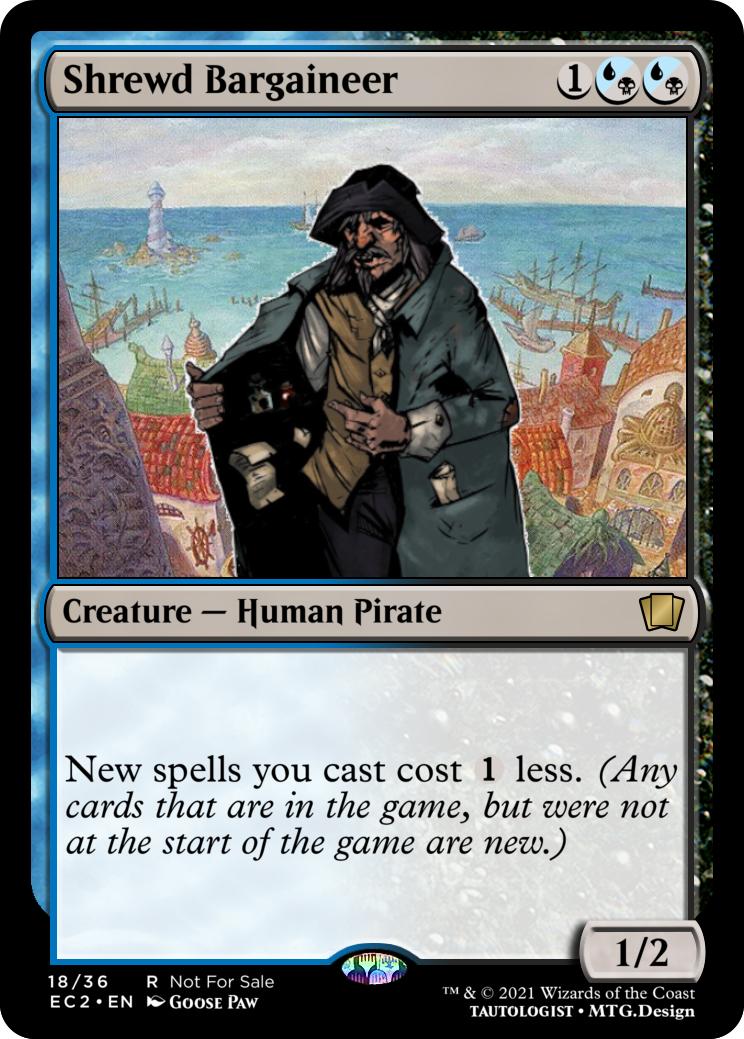 Shrewd Bargaineer 1
Creature — Human Pirate
New spells you cast cost 1 less. (Any
cards that are in the game, but were not
at the start of the game are new.)
1/2
18/36 R Not For Sale
EC2 • EN Goose Paw
™ & © 2021 Wizards of the Coast
TAUTOLOGIST • MTG.Design